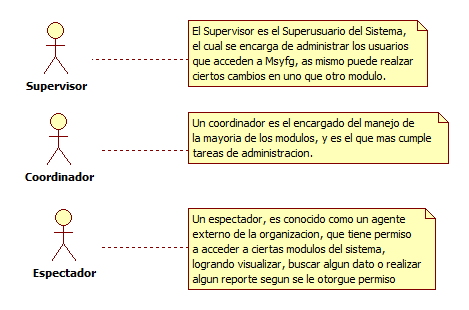 El Supervisor es el Superusuario del Sistema,
el cual se encarga de administrar los usuarios
que acceden a Msyfg, as mismo puede realzar
ciertos cambios en uno que otro modulo.
Supervisor
Un coordinador es el encargado del manejo de
la mayoria de los modulos, y es el que mas cumple
tareas de administracion.
Coordinador
Un espectador, es conocido como un agente
externo de la organizacion, que tiene permiso
a acceder a ciertas modulos del sistema,
logrando visualizar, buscar algun dato o realizar
algun reporte segun se le otorgue permiso
Espectador